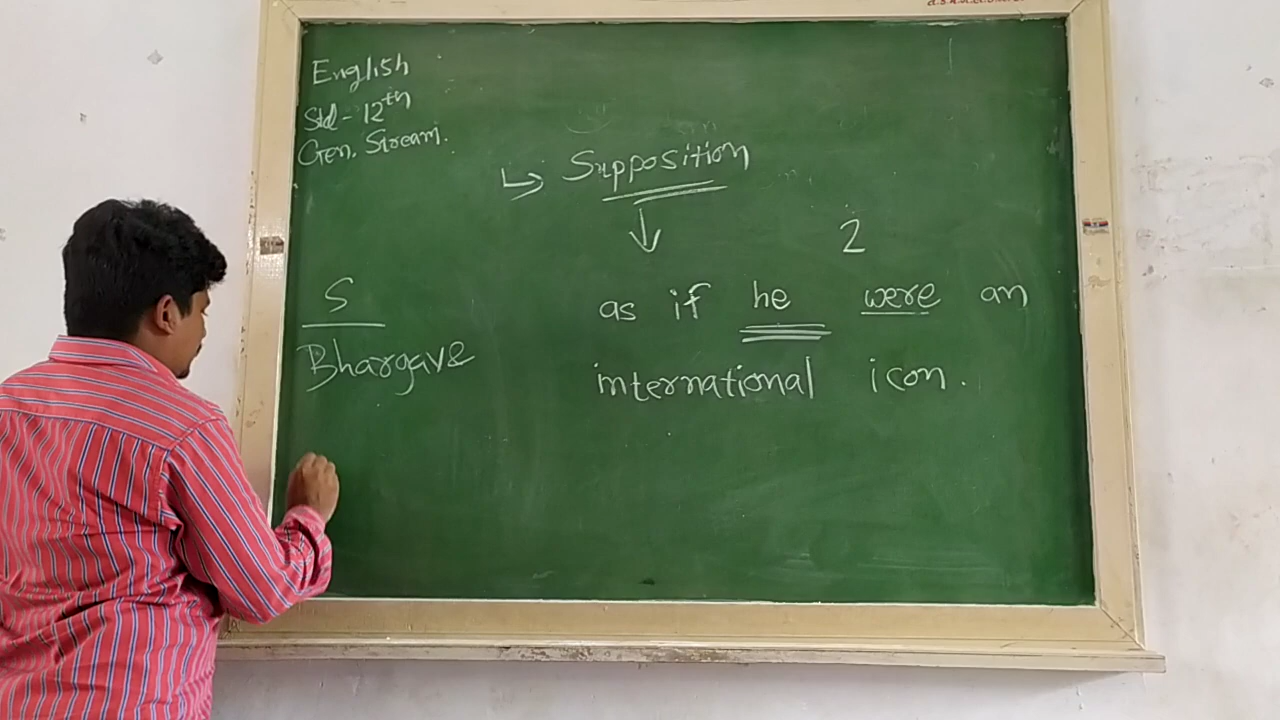 English
Std - 12th
Gen. Stream.
↳ Supposition
↓
2
S
as if he were an
Bhargave
international icon.